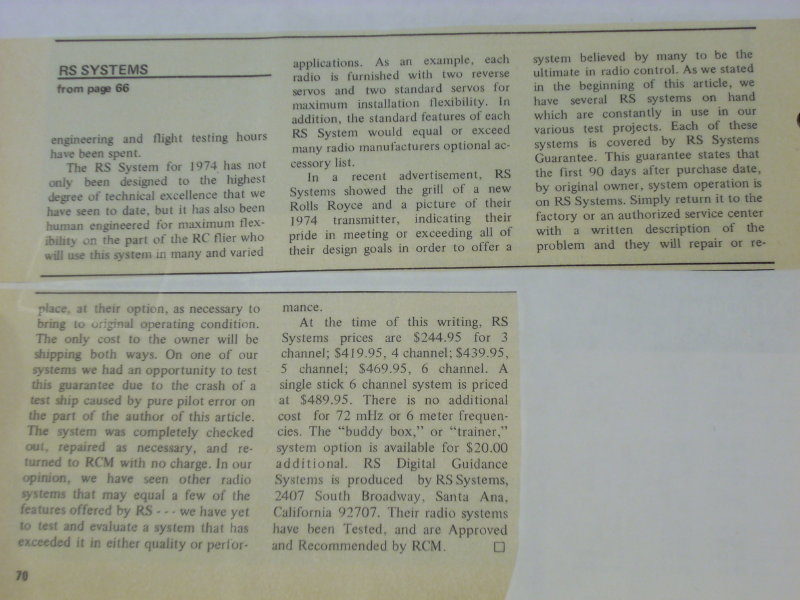 RS SYSTEMS
from page 66
engineering and flight testing hours
have been spent.
The RS System for 1974 has not
only been designed to the highest
degree of technical excellence that we
have seen to date, but it has also been
human engineered for maximum flex-
ibility on the part of the RC flier who
will use this system in many and varied
applications. As an example, each
radio is furnished with two reverse
servos and two standard servos for
maximum installation flexibility. In
addition, the standard features of each
RS System would equal or exceed
many radio manufacturers optional ac-
cessory list.
In a recent advertisement, RS
Systems showed the grill of a new
Rolls Royce and a picture of their
1974 transmitter, indicating their
pride in meeting or exceeding all of
their design goals in order to offer a
system believed by many to be the
ultimate in radio control. As we stated
in the beginning of this article, we
have several RS systems on hand
which are constantly in use in our
various test projects. Each of these
systems is covered by RS Systems
Guarantee. This guarantee states that
the first 90 days after purchase date,
by original owner, system operation is
on RS Systems. Simply return it to the
factory or an authorized service center
with a written description of the
problem and they will repair or re-
place, at their option, as necessary to
bring to original operating condition.
The only cost to the owner will be
shipping both ways. On one of our
systems we had an opportunity to test
this guarantee due to the crash of a
test ship caused by pure pilot error on
the part of the author of this article.
The system was completely checked
out, repaired as necessary, and re-
turned to RCM with no charge. In our
opinion, we have seen other radio
systems that may equal a few of the
features offered by RS - - - we have yet
to test and evaluate a system that has
exceeded it in either quality or perfor-
mance.
At the time of this writing, RS
Systems prices are $244.95 for 3
channel; $419.95, 4 channel; $439.95,
5 channel; $469.95, 6 channel. A
single stick 6 channel system is priced
at $489.95. There is no additional
cost for 72 mHz or 6 meter frequen-
cies. The “buddy box,” or “trainer,”
system option is available for $20.00
additional. RS Digital Guidance
Systems is produced by RS Systems,
2407 South Broadway, Santa Ana,
California 92707. Their radio systems
have been Tested, and are Approved
and Recommended by RCM. □
70